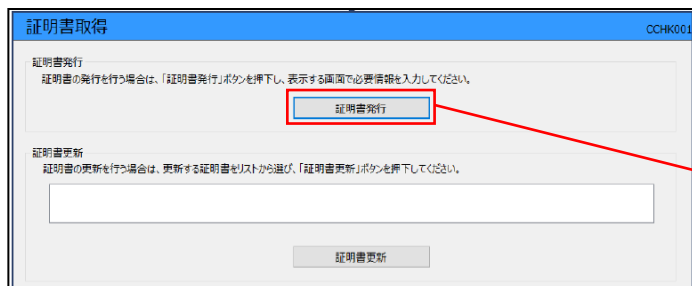 証明書取得
CCHK001
証明書発行
証明書の発行を行う場合は、「証明書発行」ボタンを押下し、表示する画面で必要情報を入力してください。
証明書発行
証明書更新
証明書の更新を行う場合は、更新する証明書をリストから選び、「証明書更新」ボタンを押下してください。
証明書更新